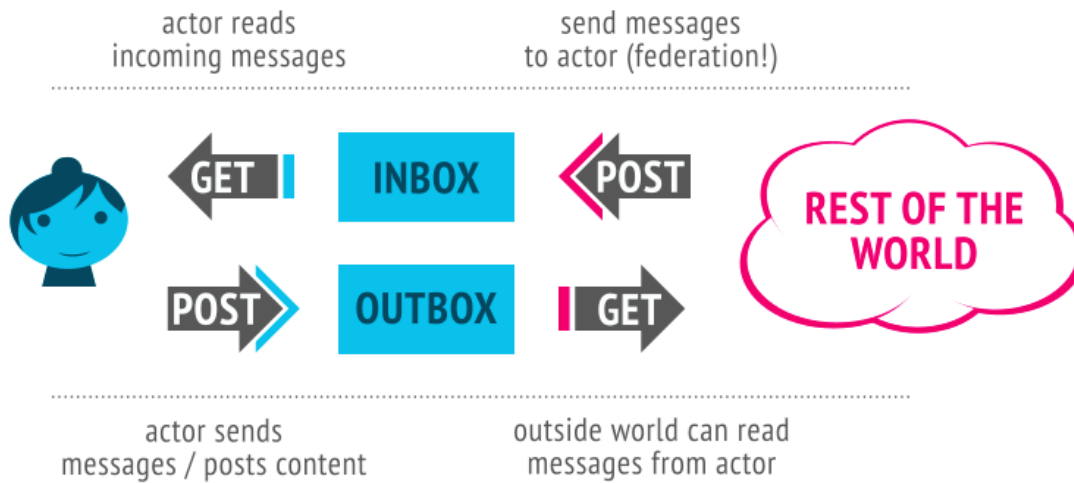 actor reads
incoming messages
send messages
to actor (federation!)
GET
INBOX
POST
REST OF THE
WORLD
POST
OUTBOX
GET
actor sends
messages / posts content
outside world can read
messages from actor